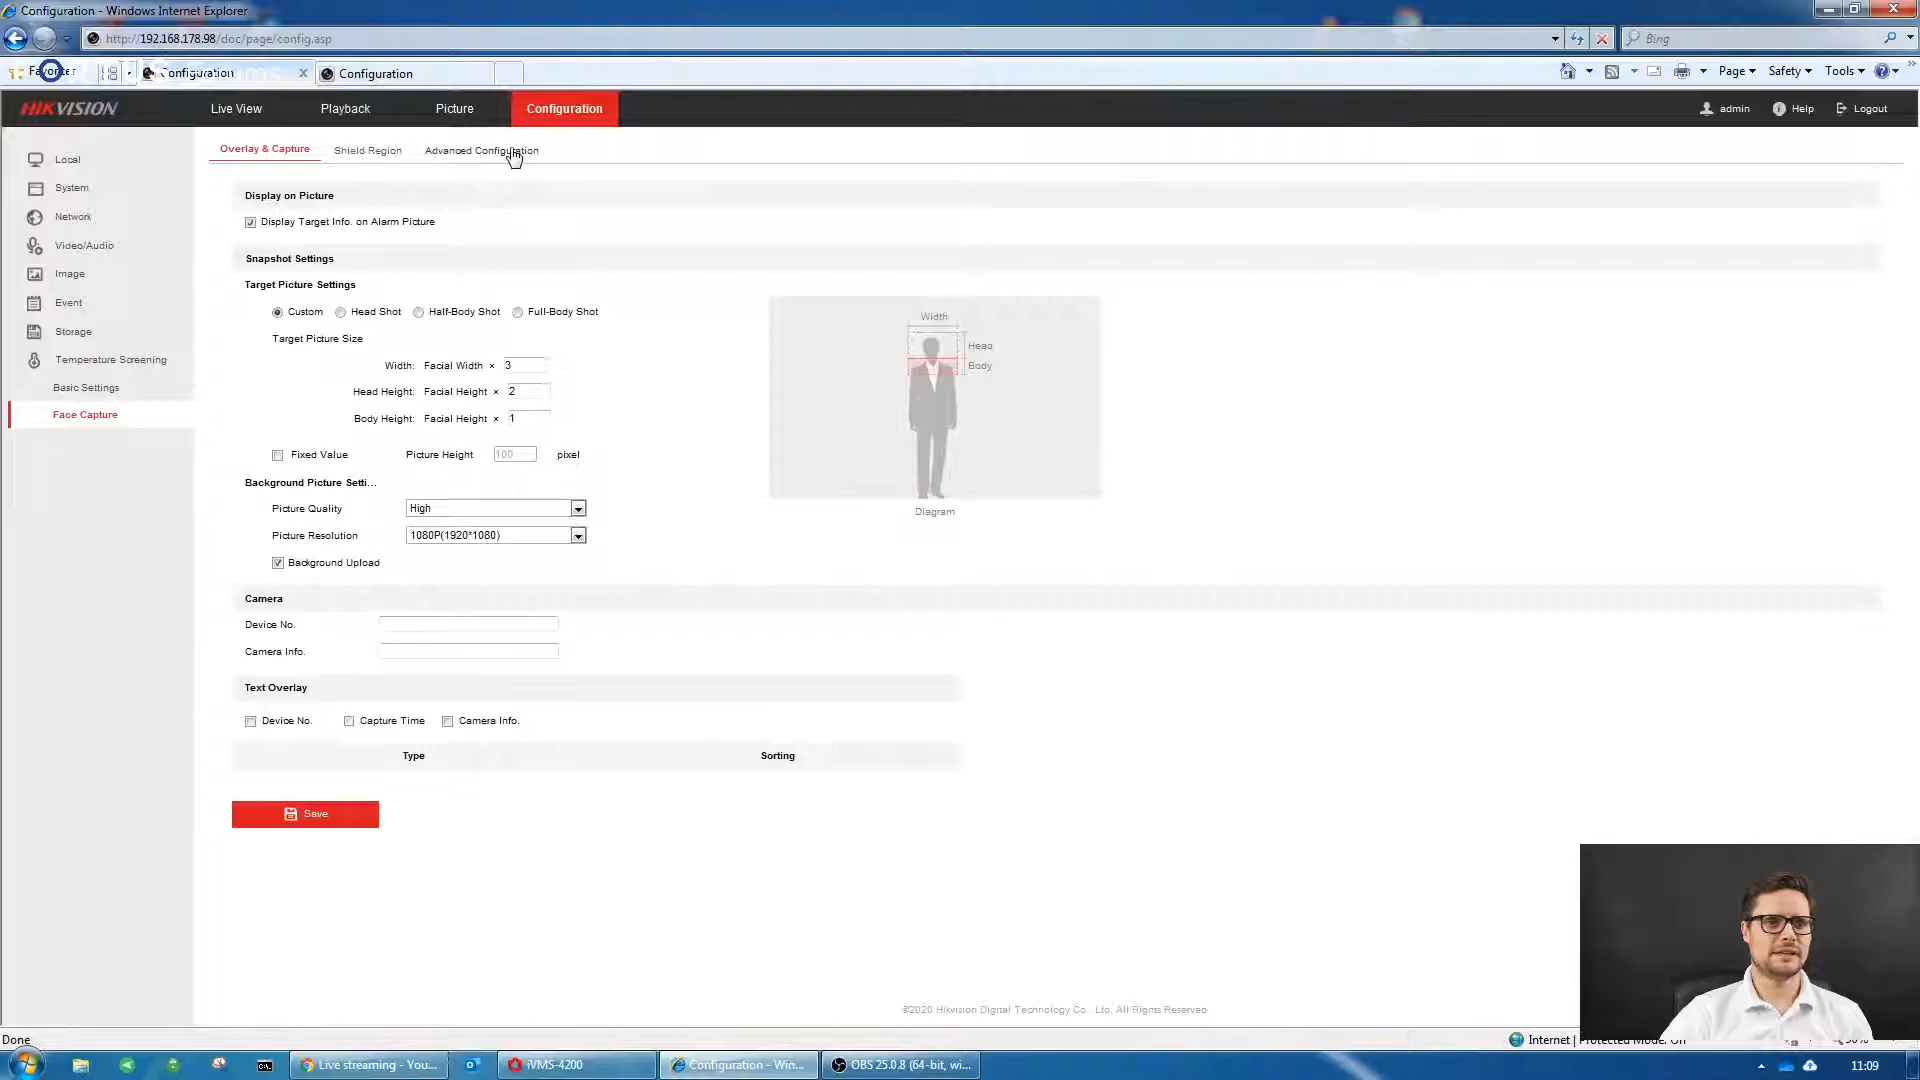 Configuration - Windows Internet Explorer
http://192.168.178.98/doc/page/config.asp
Bing
Configuration
Configuration
Page
Safety
Tools
HIKVISION
Live View
Playback
Picture
Configuration
admin
Help
Logout
Local
System
Network
Video/Audio
Image
Event
Storage
Temperature Screening
Basic Settings
Face Capture
Overlay & Capture
Shield Region
Advanced Configuration
Display on Picture
Display Target Info. on Alarm Picture
Snapshot Settings
Target Picture Settings
Custom
Head Shot
Half-Body Shot
Full-Body Shot
Target Picture Size
Width: Facial Width × 3
Head Height: Facial Height × 2
Body Height: Facial Height × 1
Fixed Value
Picture Height 100 pixel
Width
Head
Body
Diagram
Background Picture Setti...
Picture Quality High
Picture Resolution 1080P(1920*1080)
Background Upload
Camera
Device No.
Camera Info.
Text Overlay
Device No.
Capture Time
Camera Info.
Type
Sorting
Save
©2020 Hikvision Digital Technology Co., Ltd. All Rights Reserved
Done
Internet | Protected Mode: Off
Live streaming - You...
iVMS-4200
Configuration - Win...
OBS 25.0.8 (64-bit, wi...
11:09